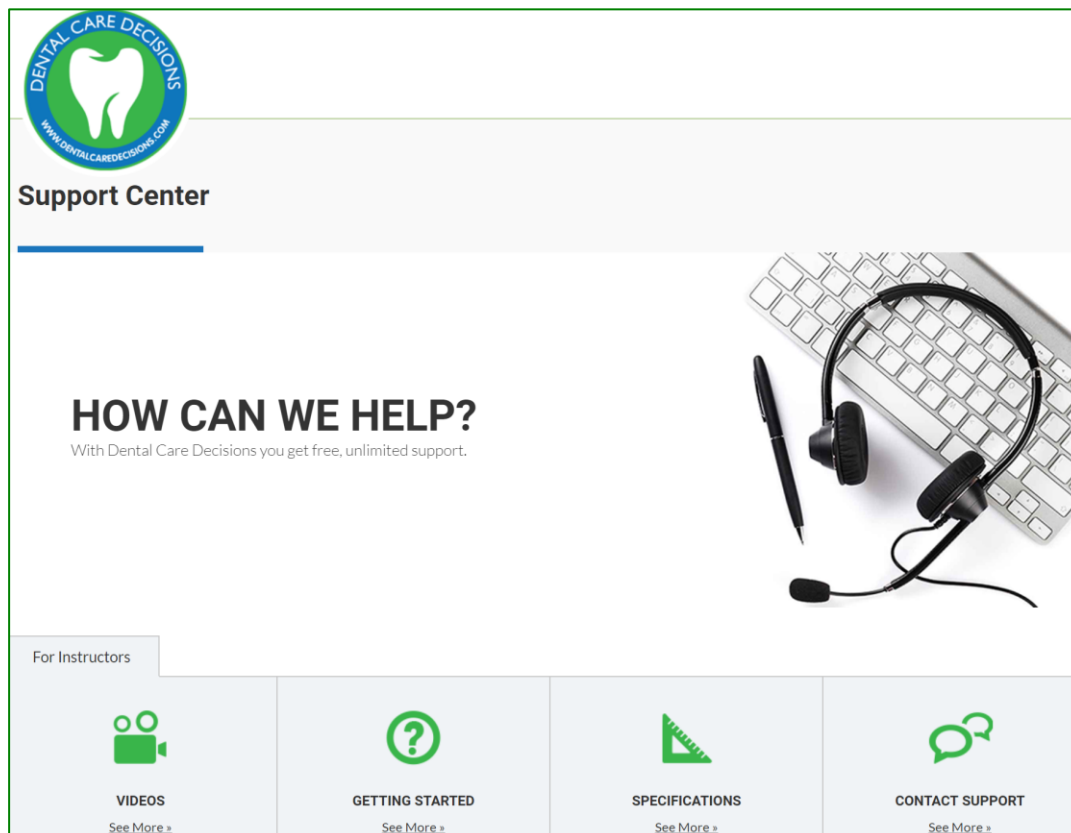 DENTAL CARE DECISIONS
WWW.DENTALCAREDECISIONS.COM
Support Center
HOW CAN WE HELP?
With Dental Care Decisions you get free, unlimited support.
For Instructors
VIDEOS
See More »
GETTING STARTED
See More »
SPECIFICATIONS
See More »
CONTACT SUPPORT
See More »